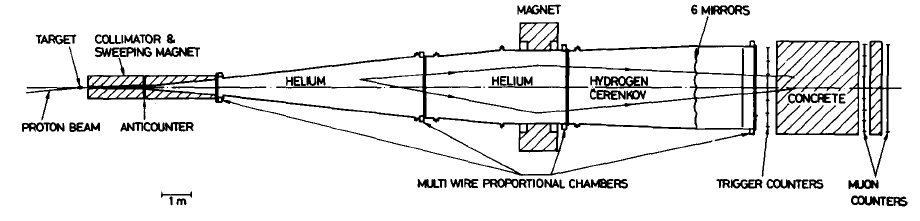 MAGNET
6 MIRRORS
TARGET
COLLIMATOR &
SWEEPING MAGNET
HELIUM
HELIUM
HYDROGEN
ČERENKOV
CONCRETE
PROTON BEAM
ANTICOUNTER
MULTI WIRE PROPORTIONAL CHAMBERS
TRIGGER COUNTERS
MUON
COUNTERS
1 m